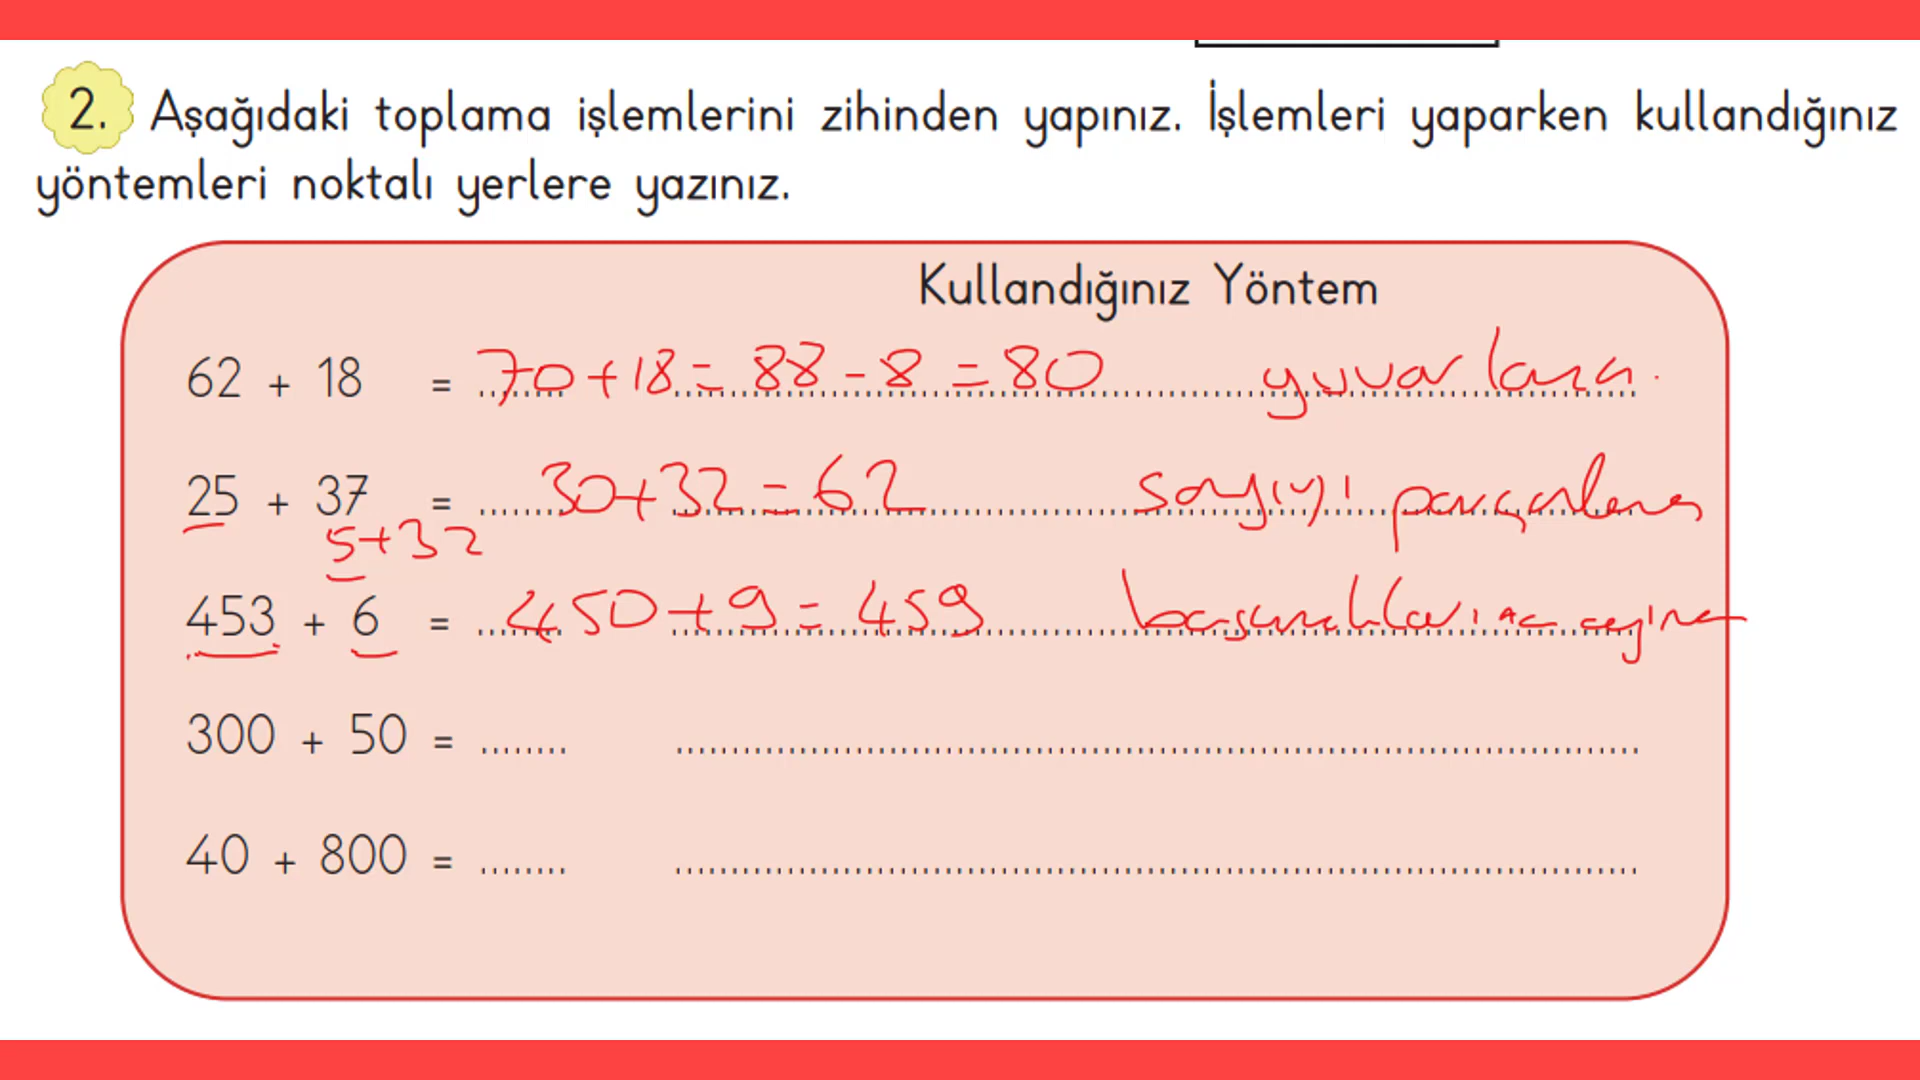 2. Aşağıdaki toplama işlemlerini zihinden yapınız. İşlemleri yaparken kullandığınız
yöntemleri noktalı yerlere yazınız.
Kullandığınız Yöntem
62 + 18 = 70+18= 88-8=80 yuvarlama.
25 + 37 = 30+32=62 sayıyı parçalama
5+32
453 + 6 = 450+9=459 basamaklarına
300 + 50 = ........ ........................................
40 + 800 = ........ ........................................